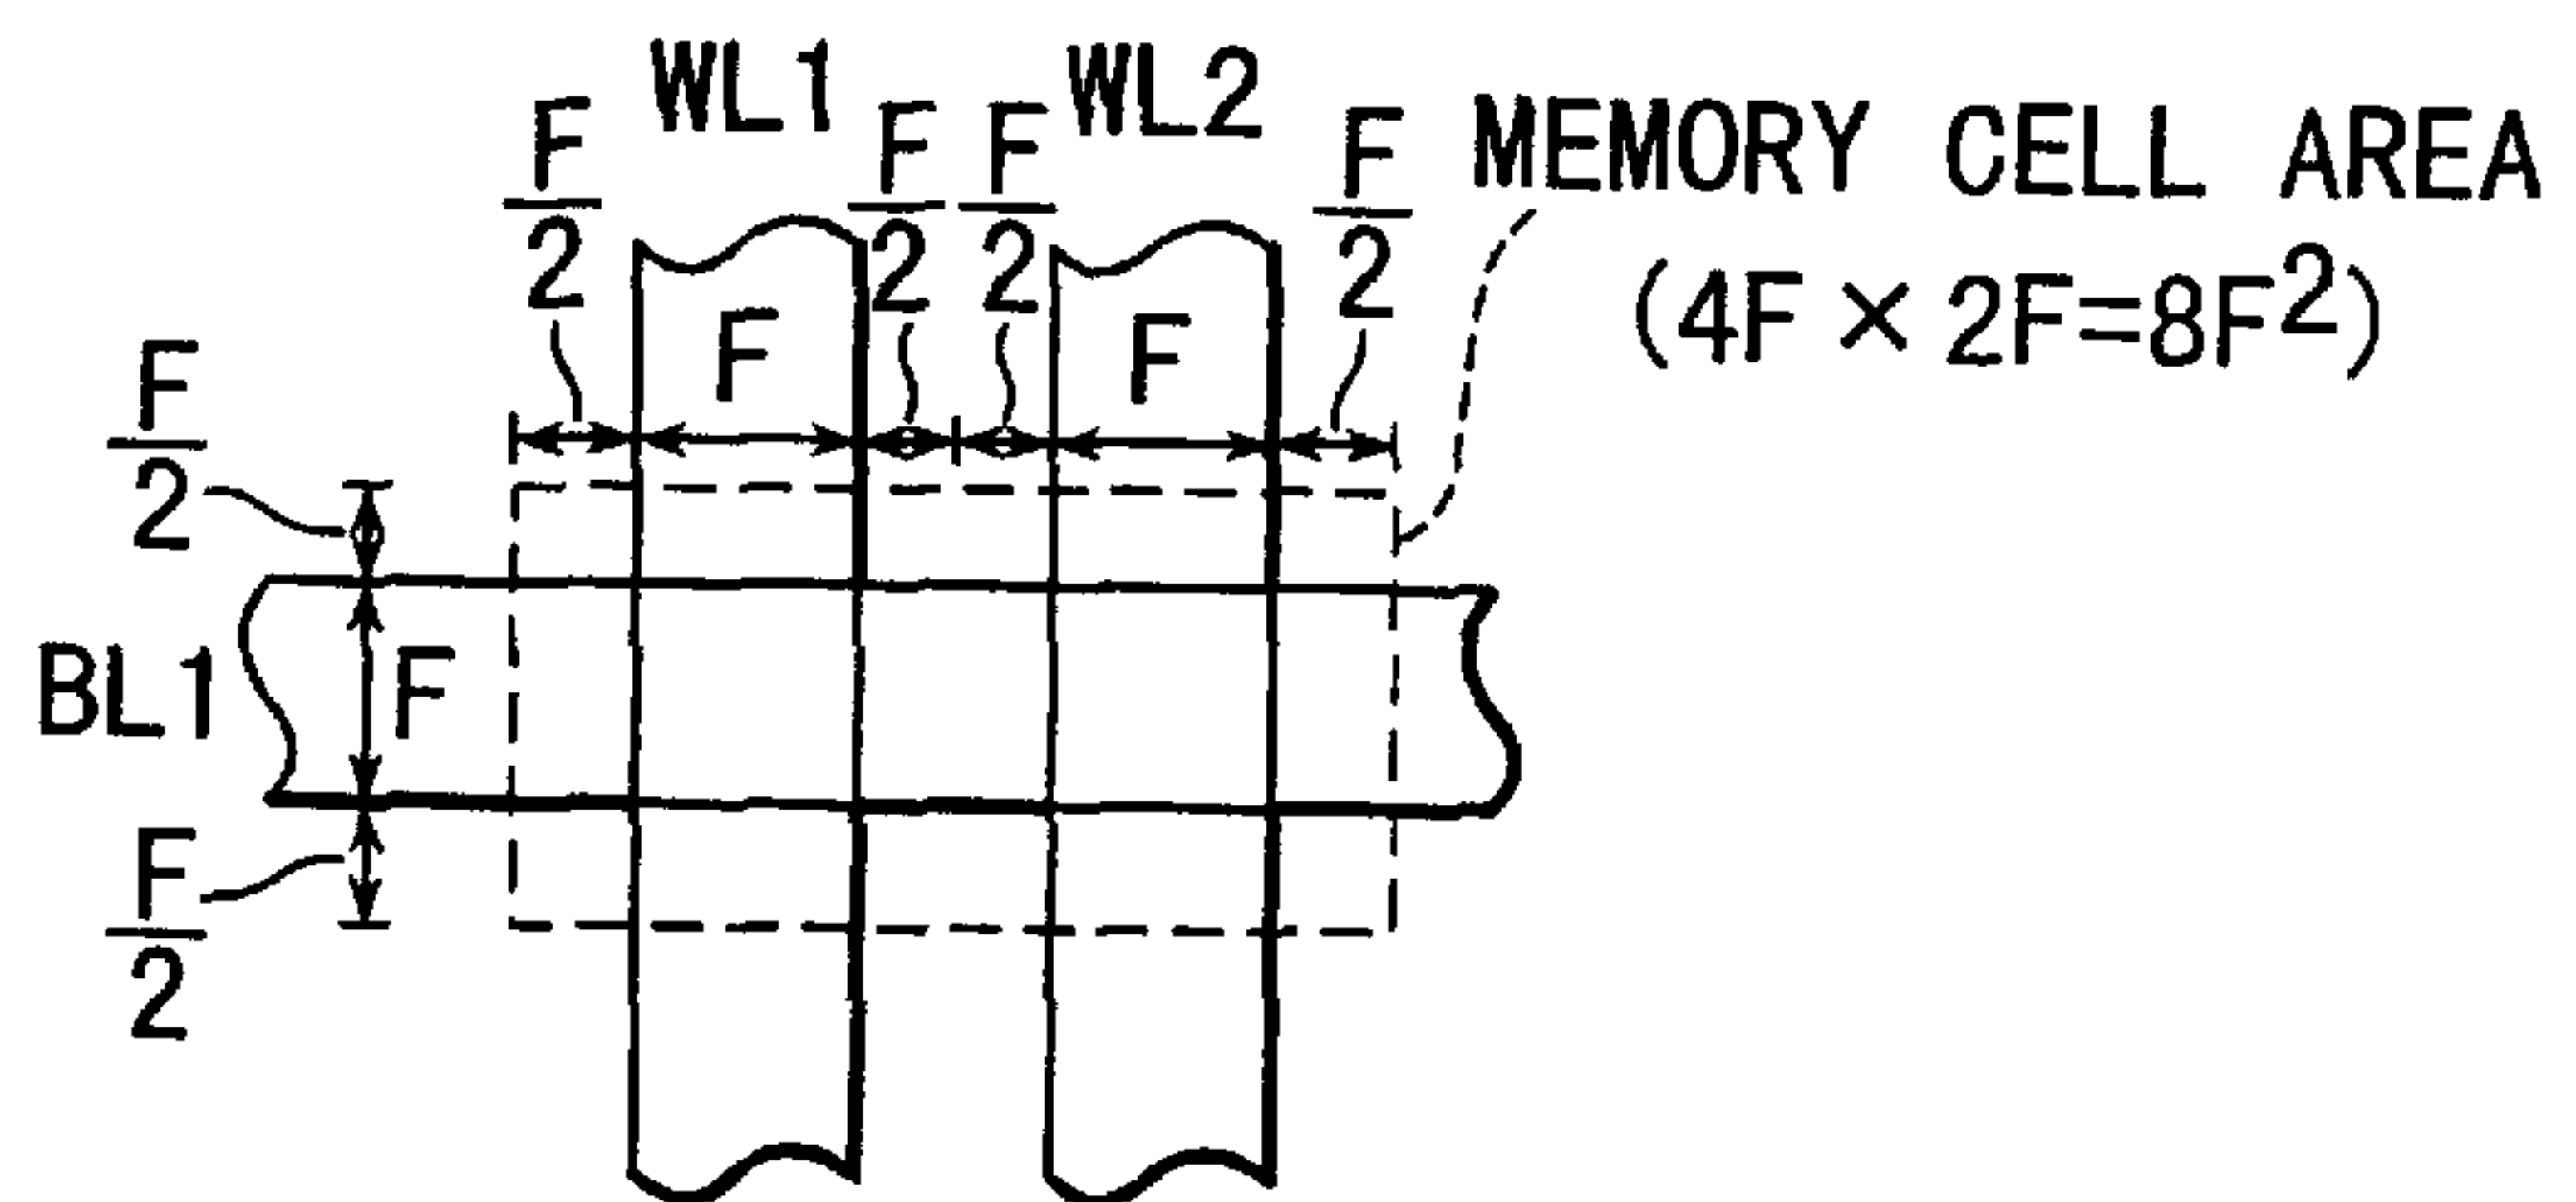 WL1 WL2
F/2 F/2 F/2 F/2 MEMORY CELL AREA
F F (4F × 2F=8F²)
F/2
BL1 F
F/2